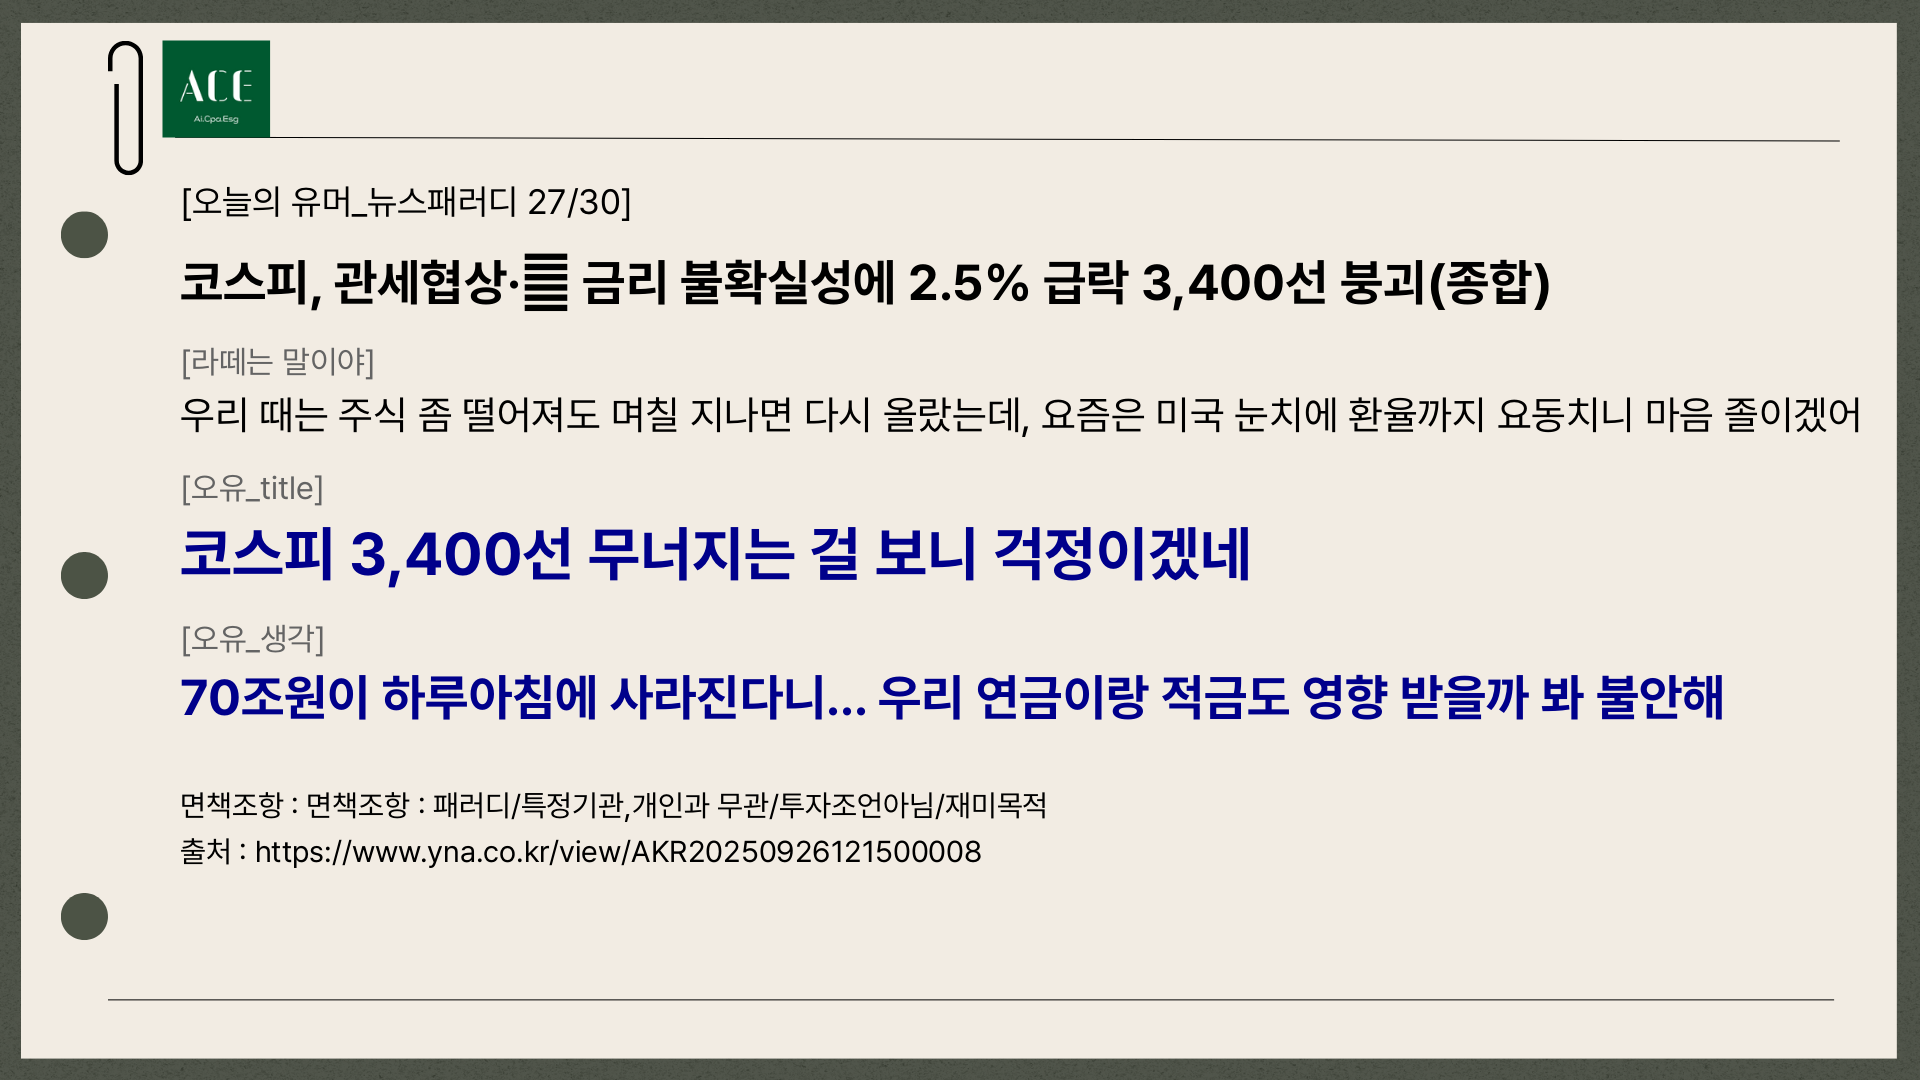 ACE
Ai.Cpa.Esg
[오늘의 유머_뉴스패러디 27/30]
코스피, 관세협상· 금리 불확실성에 2.5% 급락 3,400선 붕괴(종합)
[라떼는 말이야]
우리 때는 주식 좀 떨어져도 며칠 지나면 다시 올랐는데, 요즘은 미국 눈치에 환율까지 요동치니 마음 졸이겠어
[오유_title]
코스피 3,400선 무너지는 걸 보니 걱정이겠네
[오유_생각]
70조원이 하루아침에 사라진다니... 우리 연금이랑 적금도 영향 받을까 봐 불안해
면책조항 : 면책조항 : 패러디/특정기관,개인과 무관/투자조언아님/재미목적
출처 : https://www.yna.co.kr/view/AKR20250926121500008